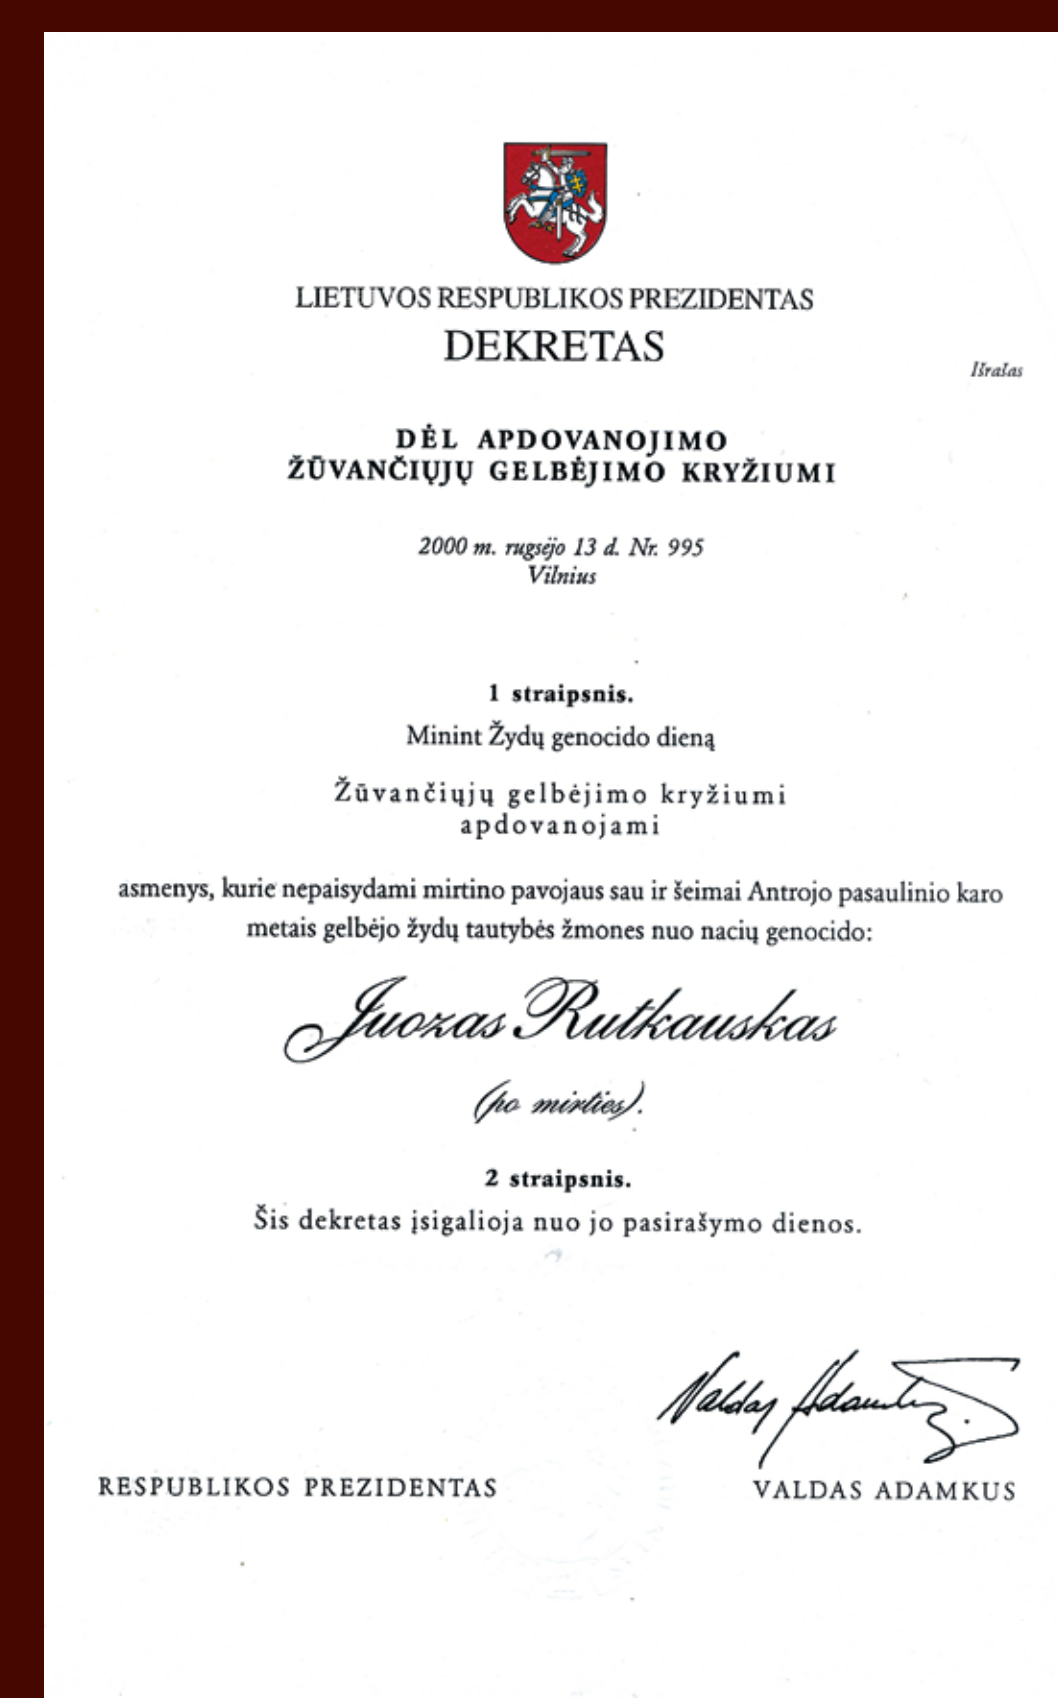 LIETUVOS RESPUBLIKOS PREZIDENTAS
DEKRETAS
Išrašas
DĖL APDOVANOJIMO
ŽŪVANČIŲJŲ GELBĖJIMO KRYŽIUMI
2000 m. rugsėjo 13 d. Nr. 995
Vilnius
1 straipsnis.
Minint Žydų genocido dieną
Žūvančiųjų gelbėjimo kryžiumi
apdovanojami
asmenys, kurie nepaisydami mirtino pavojaus sau ir šeimai Antrojo pasaulinio karo
metais gelbėjo žydų tautybės žmones nuo nacių genocido:
Juozas Rutkauskas
(po mirties).
2 straipsnis.
Šis dekretas įsigalioja nuo jo pasirašymo dienos.
Valdas Adamkus
RESPUBLIKOS PREZIDENTAS VALDAS ADAMKUS